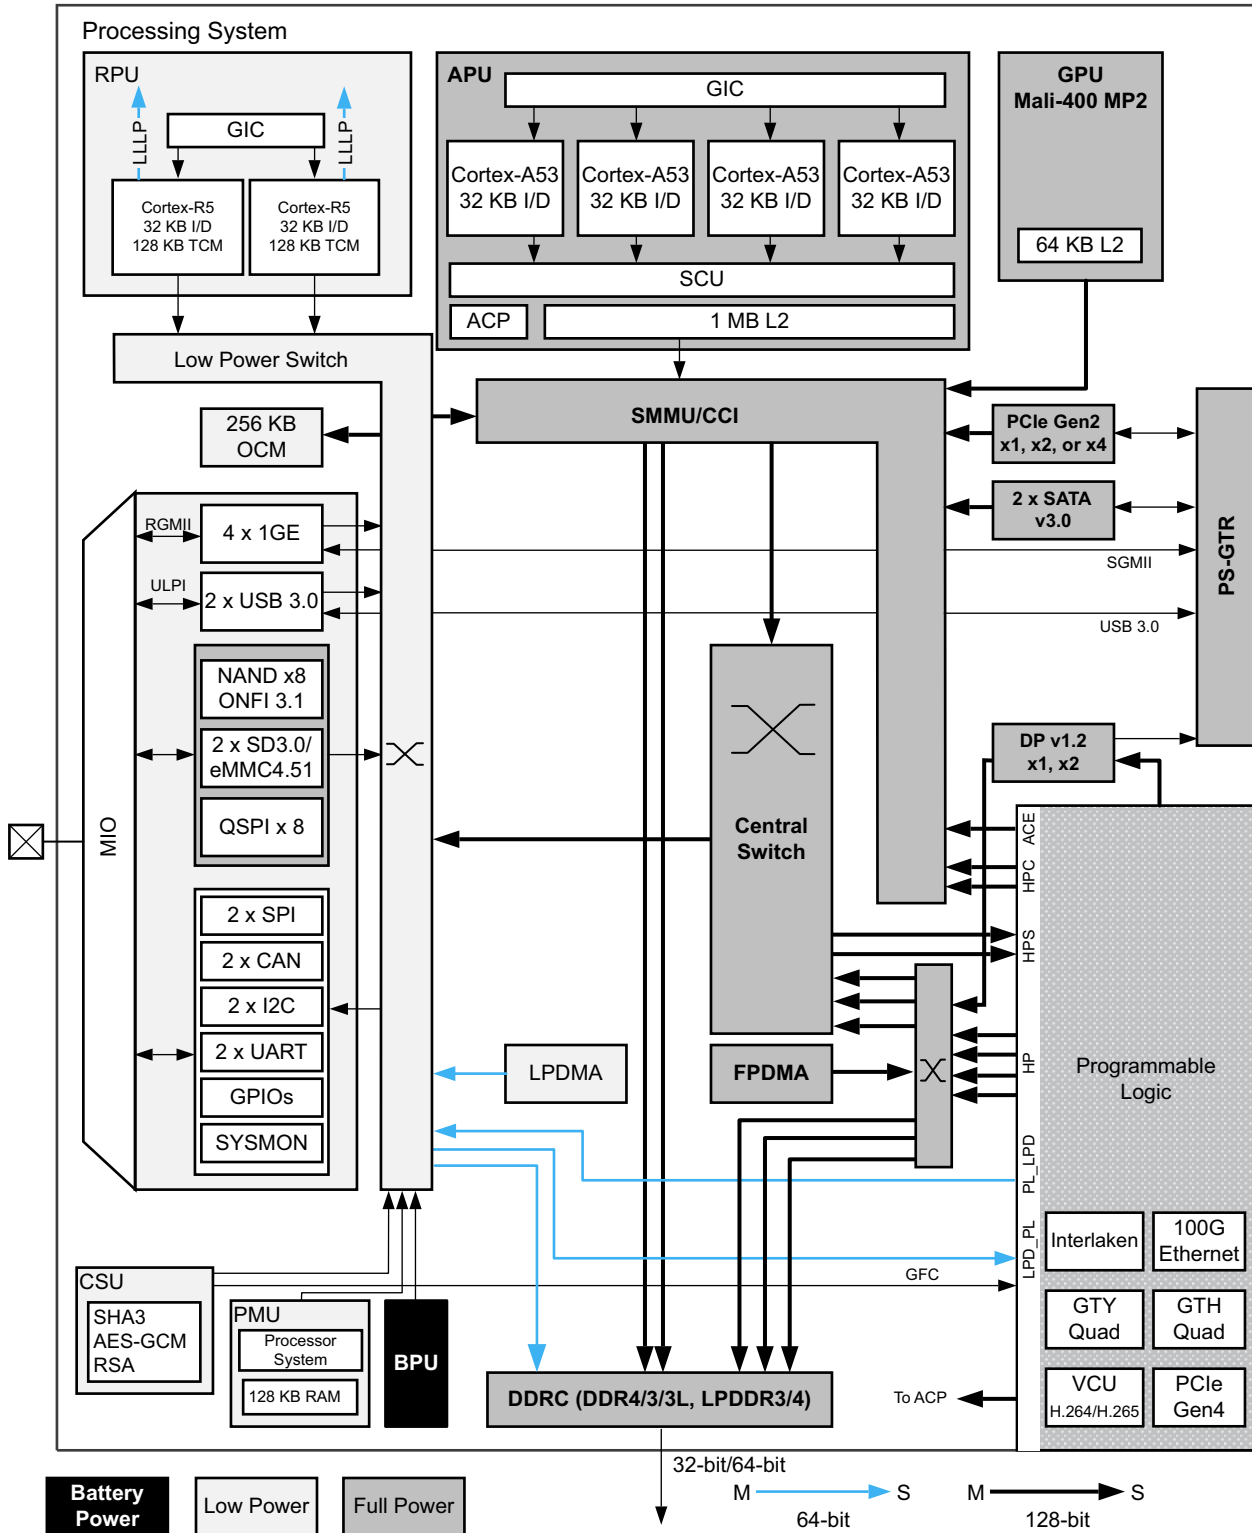 Processing System
RPU
LLLP
LLLP
GIC
Cortex-R5
32 KB I/D
128 KB TCM
Cortex-R5
32 KB I/D
128 KB TCM
APU
GIC
Cortex-A53
32 KB I/D
Cortex-A53
32 KB I/D
Cortex-A53
32 KB I/D
Cortex-A53
32 KB I/D
SCU
ACP
1 MB L2
GPU
Mali-400 MP2
64 KB L2
Low Power Switch
SMMU/CCI
256 KB
OCM
PCIe Gen2
x1, x2, or x4
2 x SATA
v3.0
PS-GTR
RGMII
4 x 1GE
SGMII
ULPI
2 x USB 3.0
USB 3.0
NAND x8
ONFI 3.1
2 x SD3.0/
eMMC4.51
QSPI x 8
MIO
Central
Switch
DP v1.2
x1, x2
ACE
HPC
HPS
HP
PL_LPD
LPD_PL
2 x SPI
2 x CAN
2 x I2C
2 x UART
GPIOs
SYSMON
LPDMA
FPDMA
Programmable
Logic
Interlaken
100G
Ethernet
GTY
Quad
GTH
Quad
VCU
H.264/H.265
PCIe
Gen4
GFC
CSU
SHA3
AES-GCM
RSA
PMU
Processor
System
128 KB RAM
BPU
DDRC (DDR4/3/3L, LPDDR3/4)
To ACP
32-bit/64-bit
Battery
Power
Low Power
Full Power
M
S
64-bit
M
S
128-bit